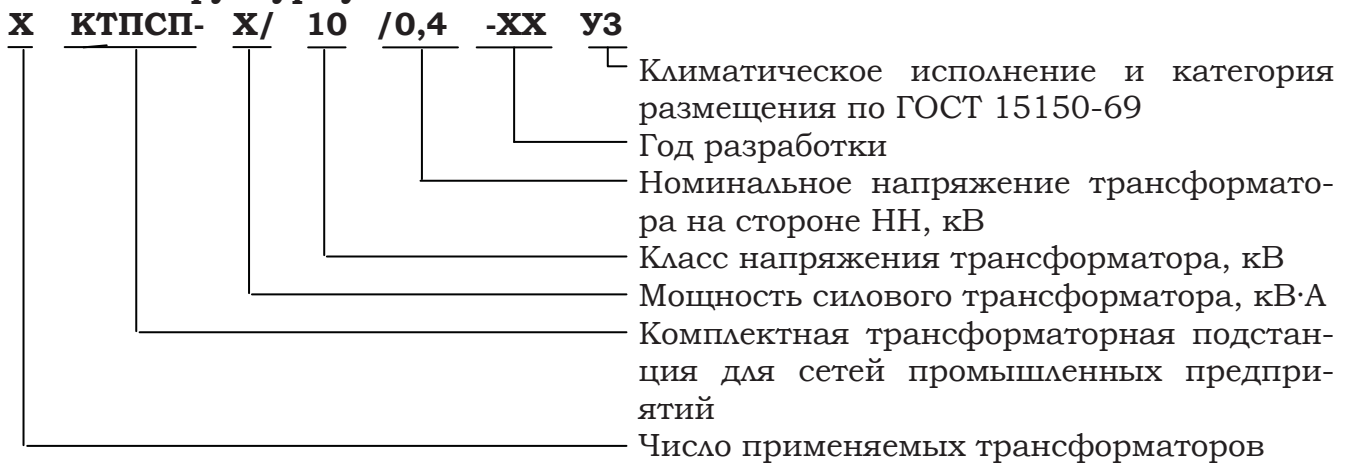 Х КТПСП- Х/ 10 /0,4 -ХХ У3
Климатическое исполнение и категория
размещения по ГОСТ 15150-69
Год разработки
Номинальное напряжение трансформато-
ра на стороне НН, кВ
Класс напряжения трансформатора, кВ
Мощность силового трансформатора, кВ·А
Комплектная трансформаторная подстан-
ция для сетей промышленных предпри-
ятий
Число применяемых трансформаторов